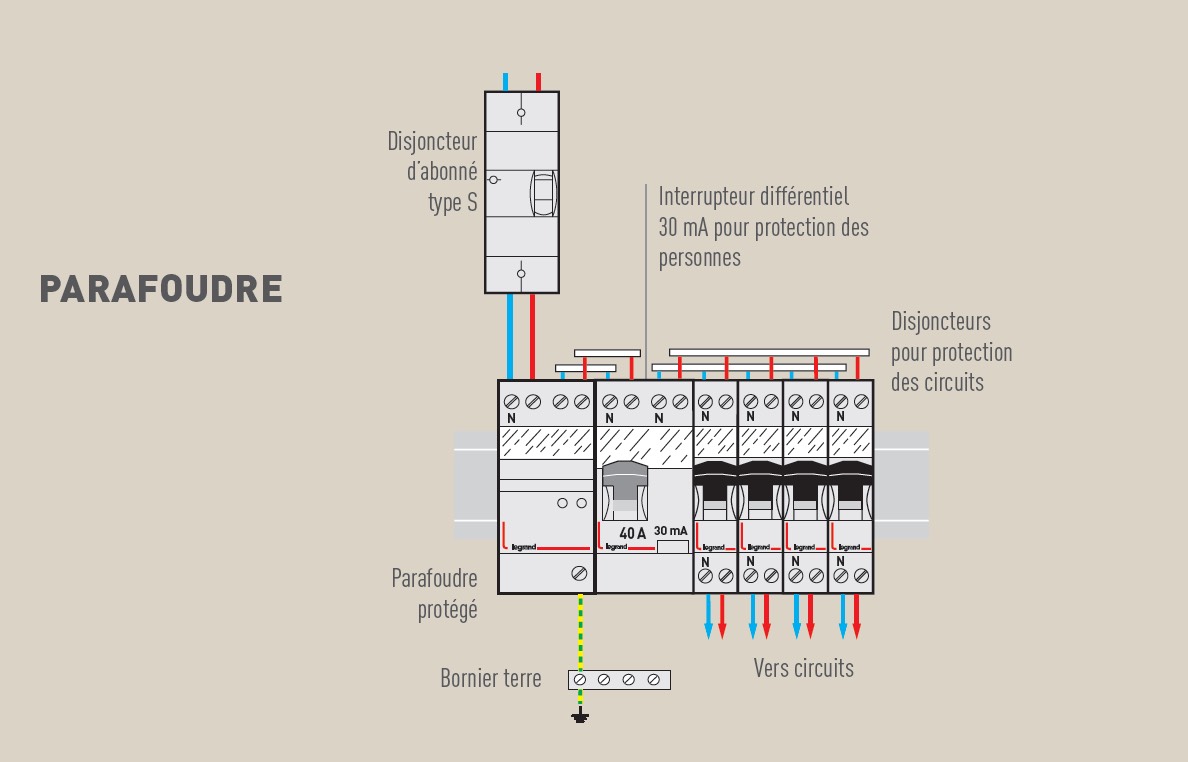 Disjoncteur
d'abonné
type S
Interrupteur différentiel
30 mA pour protection des
personnes
PARAFOUDRE
Disjoncteurs
pour protection
des circuits
N
N
N
N
N
N
N
40 A
30 mA
legrand
legrand
legrand
legrand
legrand
legrand
N
N
N
N
Parafoudre
protégé
Vers circuits
Bornier terre